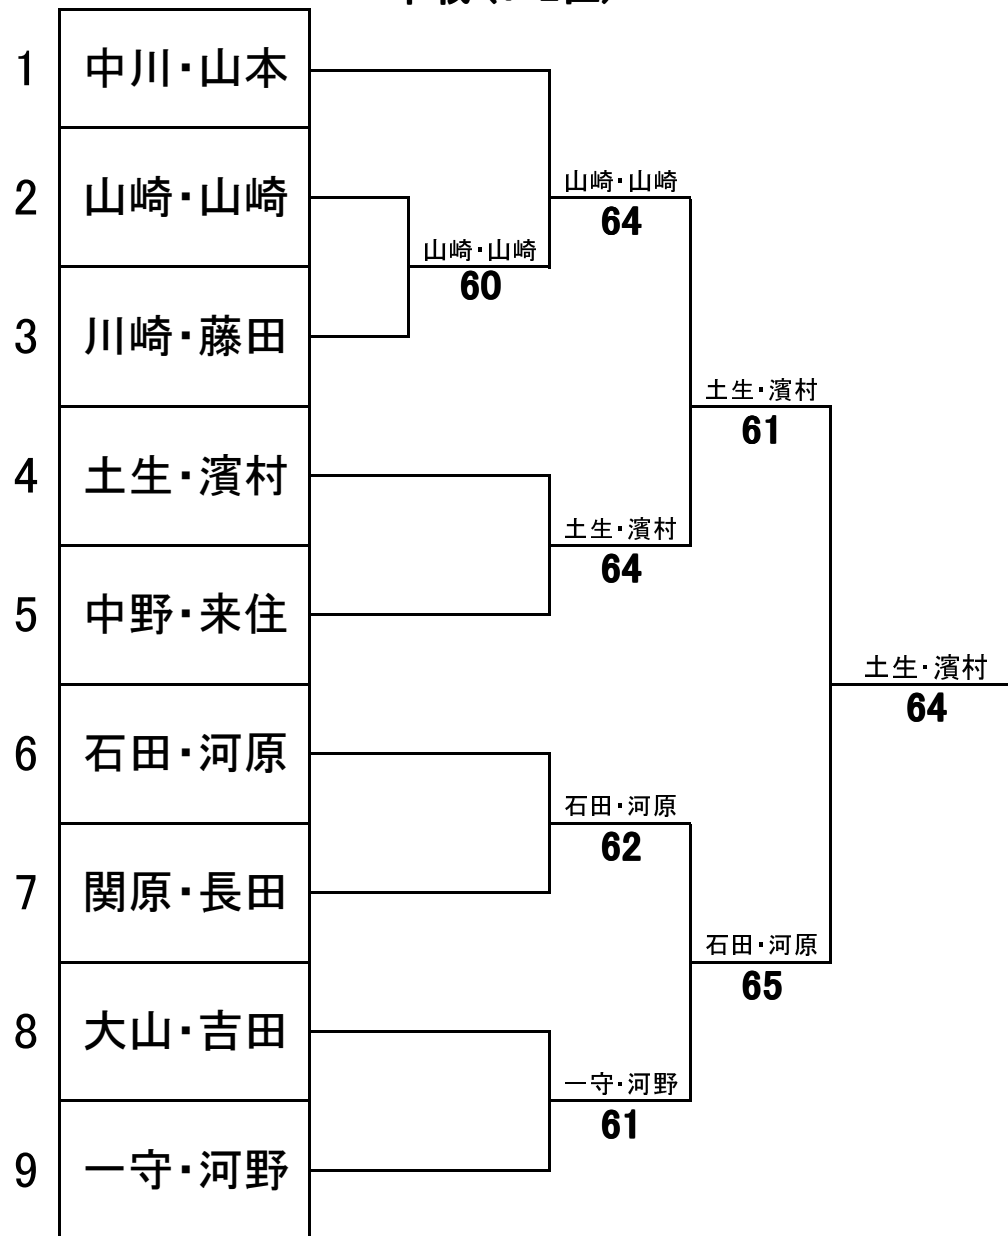 1 中川・山本
山崎・山崎
2 山崎・山崎
64
山崎・山崎
60
3 川崎・藤田
土生・濱村
61
4 土生・濱村
土生・濱村
64
5 中野・来住
土生・濱村
64
6 石田・河原
石田・河原
62
7 関原・長田
石田・河原
65
8 大山・吉田
一守・河野
61
9 一守・河野